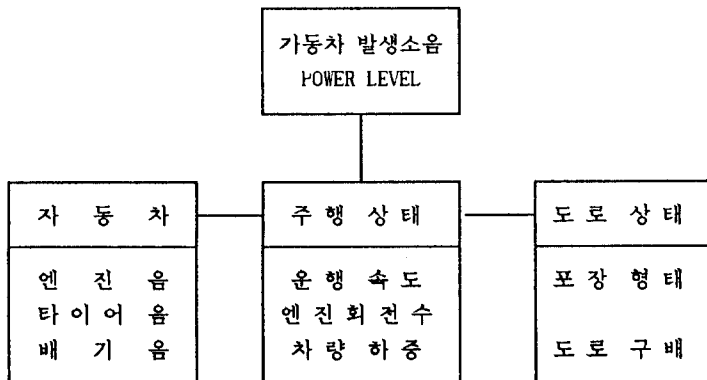 가동차 발생소음
POWER LEVEL
자 동 차
주 행 상 태
도 로 상 태
엔 진 음
타 이 어 음
배 기 음
운 행 속 도
엔 진 회 전 수
차 량 하 중
포 장 형 태
도 로 구 배